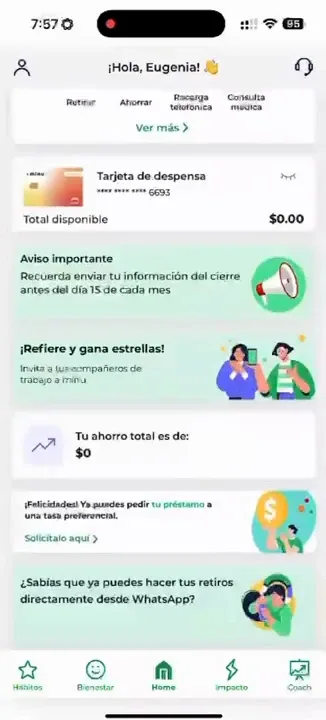 7:57
95
¡Hola, Eugenia! 👋
Retirar
Ahorrar
Recarga
telefónica
Consulta
médica
Ver más >
Tarjeta de despensa
**** **** **** 6693
Total disponible
$0.00
Aviso importante
Recuerda enviar tu información del cierre
antes del día 15 de cada mes
¡Refiere y gana estrellas!
Invita a tus compañeros de
trabajo a minu
Tu ahorro total es de:
$0
¡Felicidades! Ya puedes pedir tu préstamo a
una tasa preferencial.
Solicítalo aquí >
¿Sabías que ya puedes hacer tus retiros
directamente desde WhatsApp?
Hábitos
Bienestar
Home
Impacto
Coach